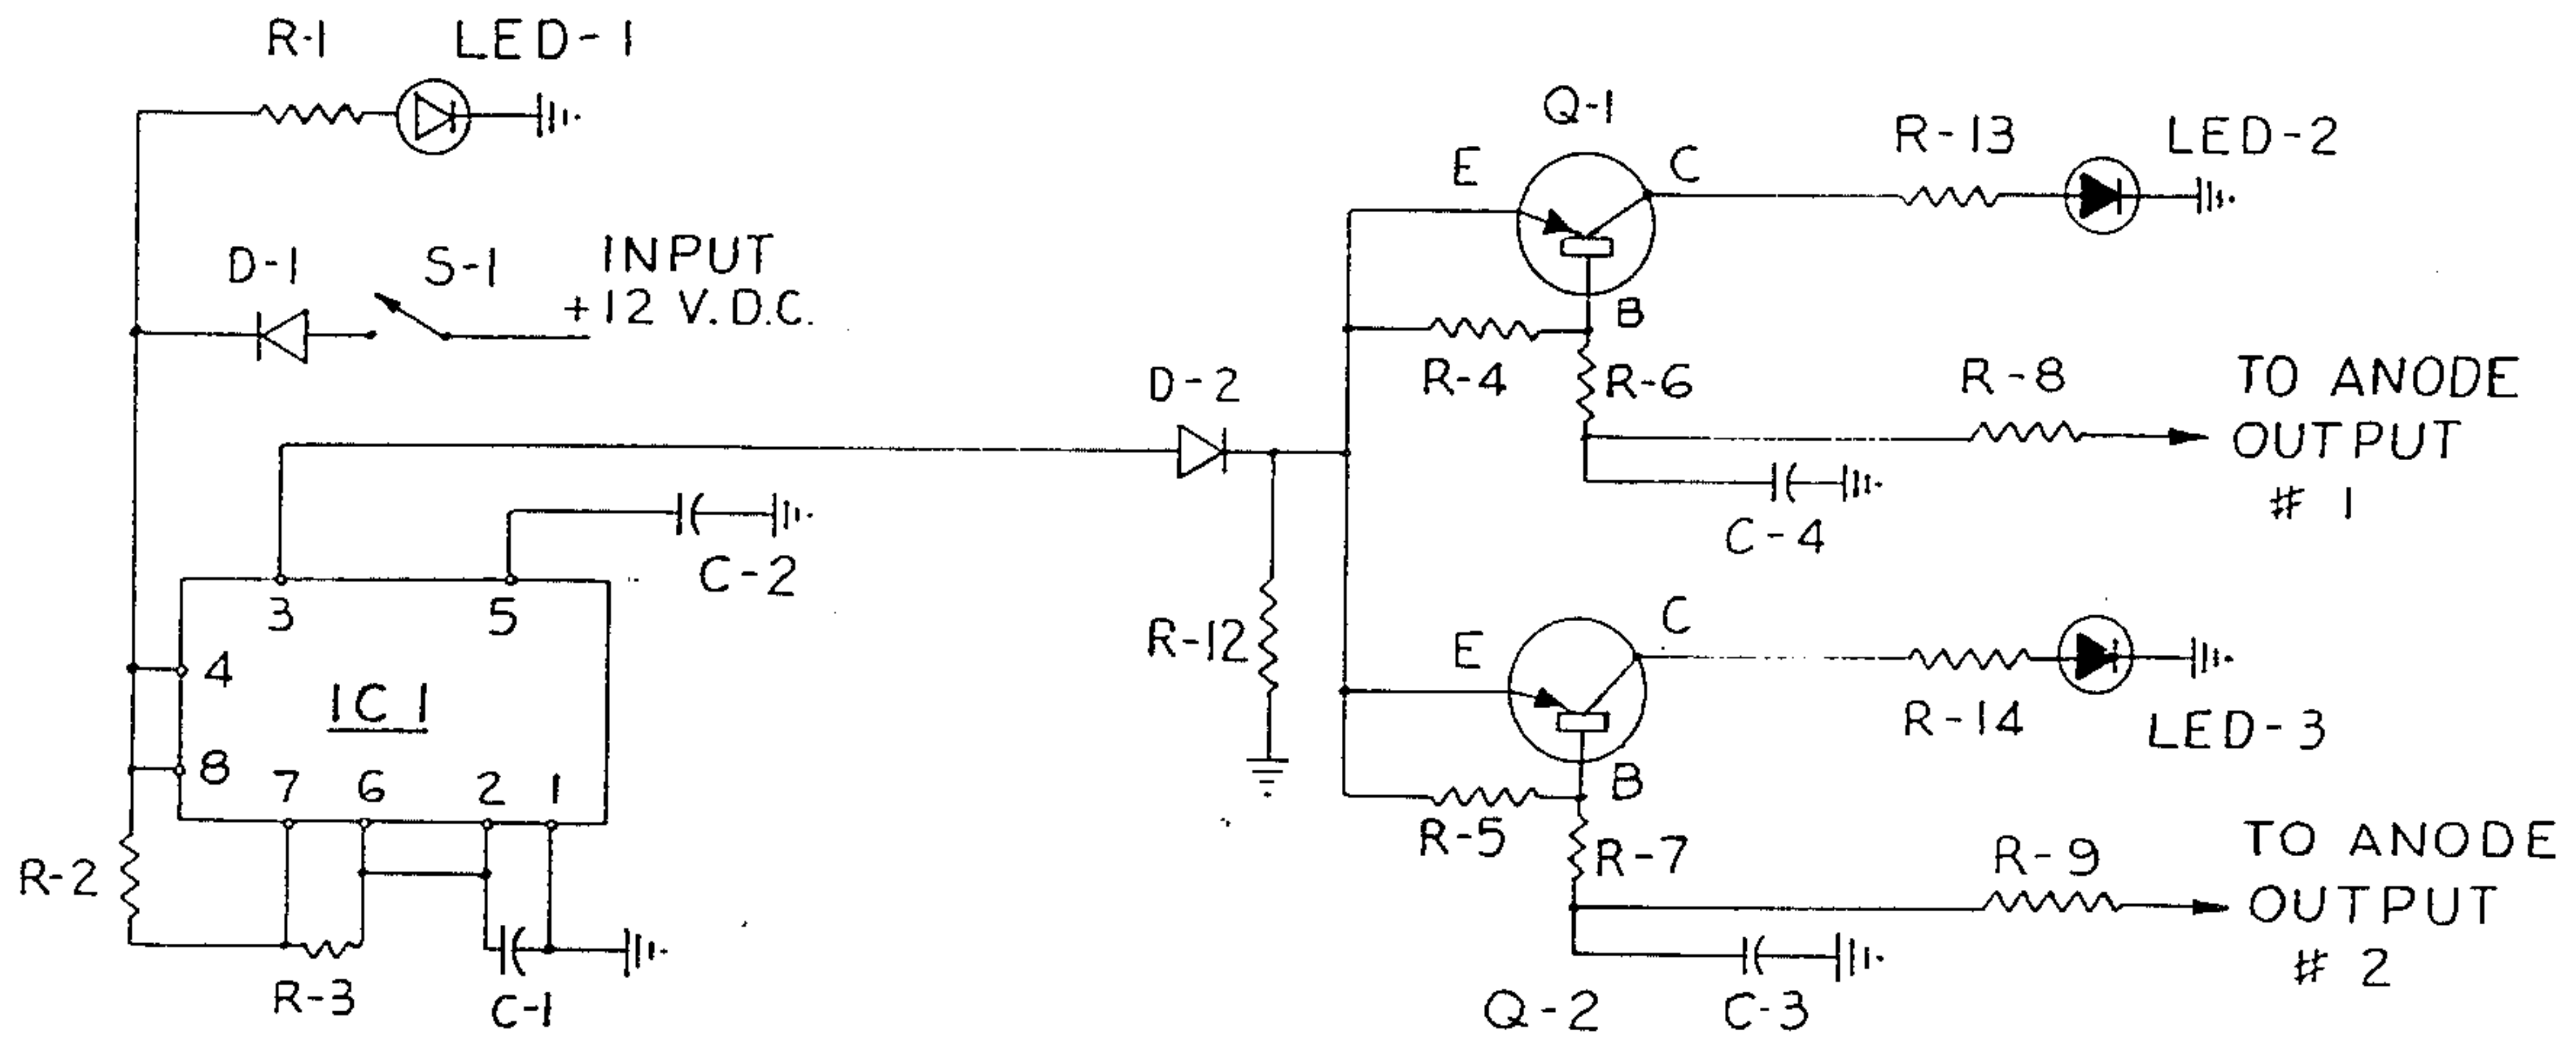 R-1
LED-1
D-1
S-1
INPUT
+12 V.D.C.
C-2
3
5
4
IC 1
8
7
6
2
1
R-2
R-3
C-1
D-2
R-12
Q-1
E
C
B
R-13
LED-2
R-4
R-6
R-8
TO ANODE
OUTPUT
# 1
C-4
E
C
B
R-14
LED-3
R-5
R-7
R-9
TO ANODE
OUTPUT
# 2
Q-2
C-3